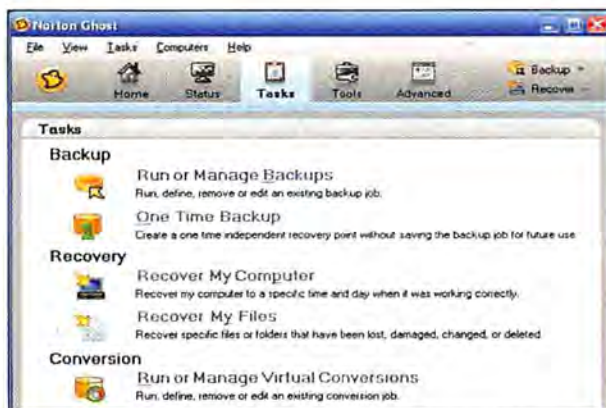 Norton Ghost
File View Tasks Computers Help
Home Status Tasks Tools Advanced
Backup
Recover
Tasks
Backup
Run or Manage Backups
Run, define, remove or edit an existing backup job.
One Time Backup
Create a one time independent recovery point without saving the backup job for future use
Recovery
Recover My Computer
Recover my computer to a specific time and day when it was working correctly.
Recover My Files
Recover specific files or folders that have been lost, damaged, changed, or deleted
Conversion
Run or Manage Virtual Conversions
Run, define, remove or edit an existing conversion job.